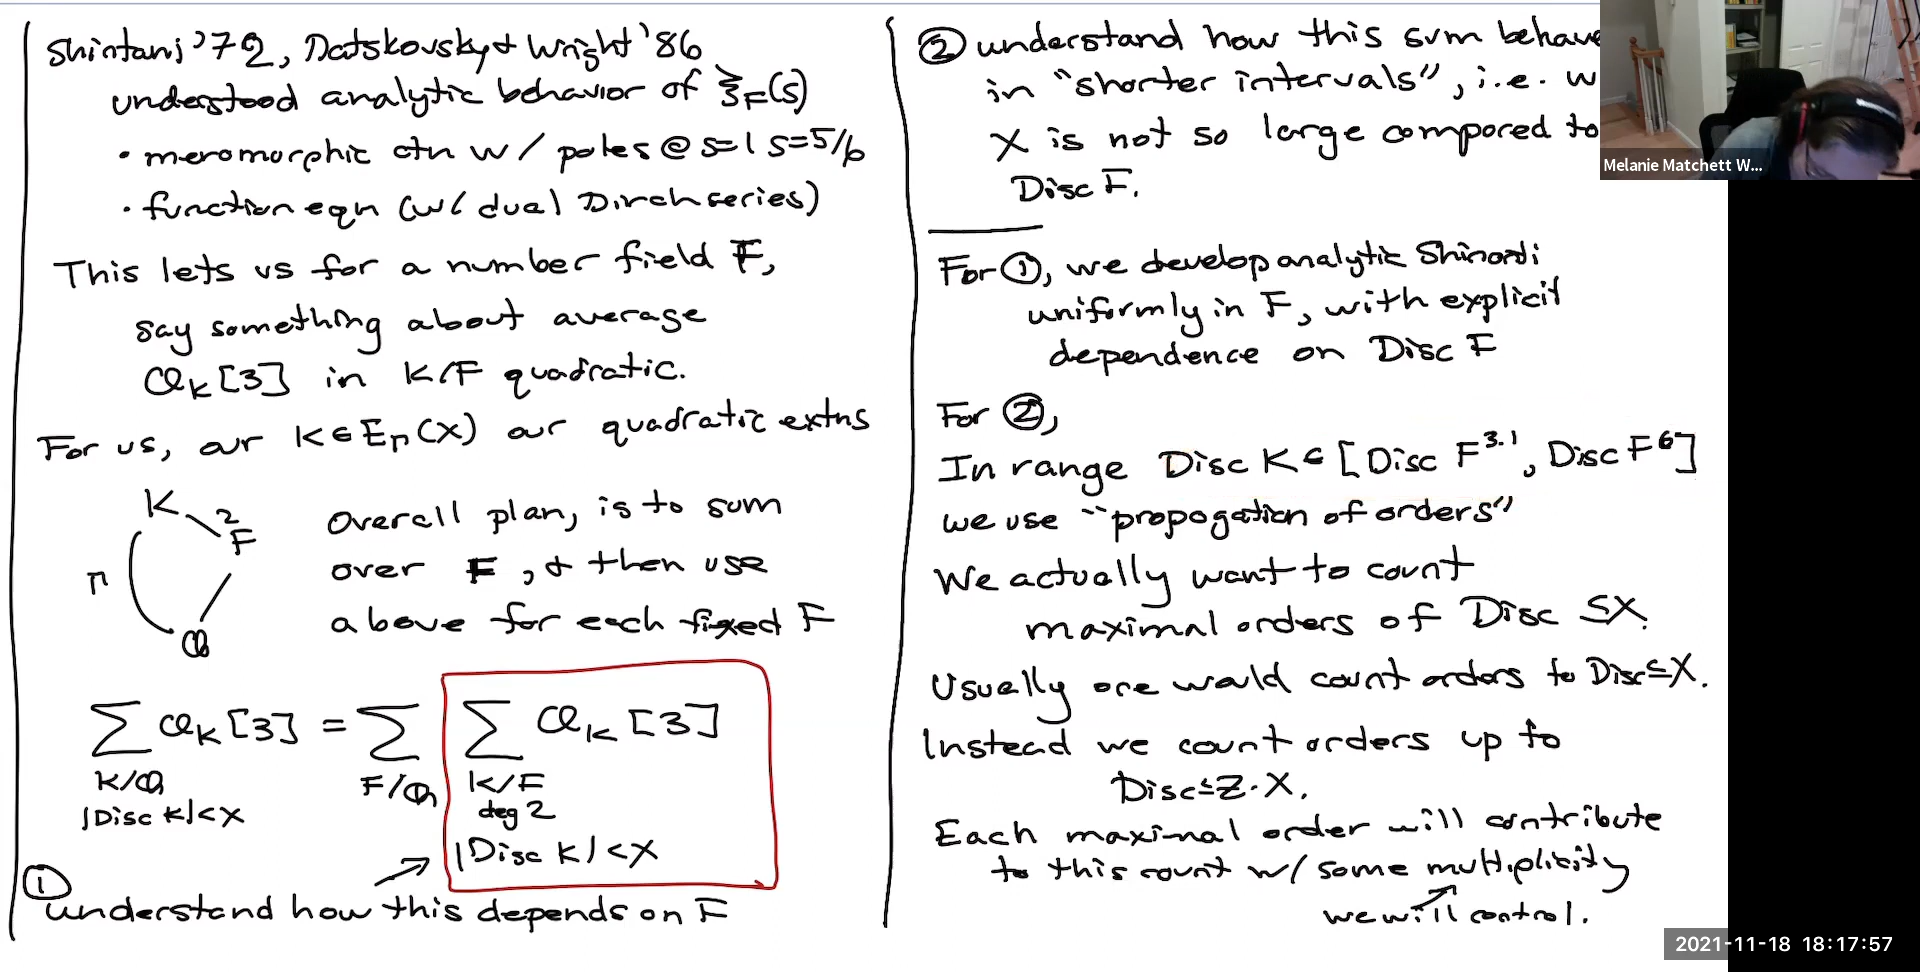 Shintani '72, Datskovsky & Wright '86
understood analytic behavior of ξ_F(s)
• meromorphic ctn w/ poles @ s=1 s=5/6
• function eqn (w/ dual Dirch series)
This lets us for a number field F,
say something about average
Cl_K[3] in K/F quadratic.
For us, our K∈E_Γ(X) our quadratic extns
K
2
F
Γ
Q
Overall plan, is to sum
over F, & then use
above for each fixed F
∑ Cl_K[3] = ∑ ∑ Cl_K[3]
K/Q F/Q K/F
deg 2
|Disc K|<X |Disc K|<X
① understand how this depends on F
② understand how this sum behave
in "shorter intervals", i.e. w
X is not so large compared to
Disc F.
For ①, we develop analytic Shinardi
uniformly in F, with explicit
dependence on Disc F
For ②,
In range Disc K ∈ [Disc F^3.1, Disc F^6]
we use "propogation of orders"
We actually want to count
maximal orders of Disc ≤X.
Usually one would count orders to Disc≤X.
Instead we count orders up to
Disc≤Z·X.
Each maximal order will contribute
to this count w/ some multiplicity
we will control.
Melanie Matchett W...
2021-11-18 18:17:57